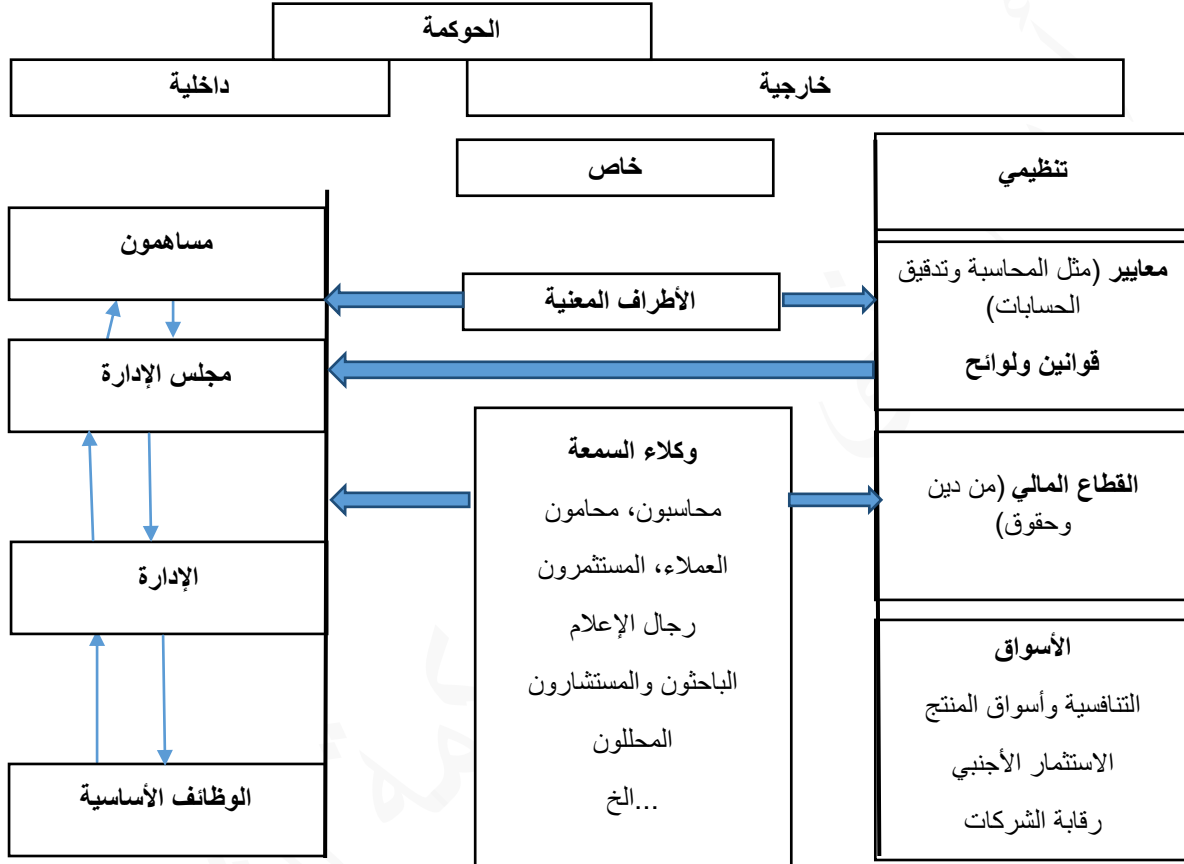 الحوكمة
خارجية
داخلية
تنظيمي
خاص
مساهمون
معايير (مثل المحاسبة وتدقيق
الحسابات)
قوانين ولوائح
الأطراف المعنية
مجلس الإدارة
وكلاء السمعة
محاسبون، محامون
العملاء، المستثمرون
رجال الإعلام
الباحثون والمستشارون
المحللون
...الخ
القطاع المالي (من دين
وحقوق)
الإدارة
الأسواق
التنافسية وأسواق المنتج
الاستثمار الأجنبي
رقابة الشركات
الوظائف الأساسية